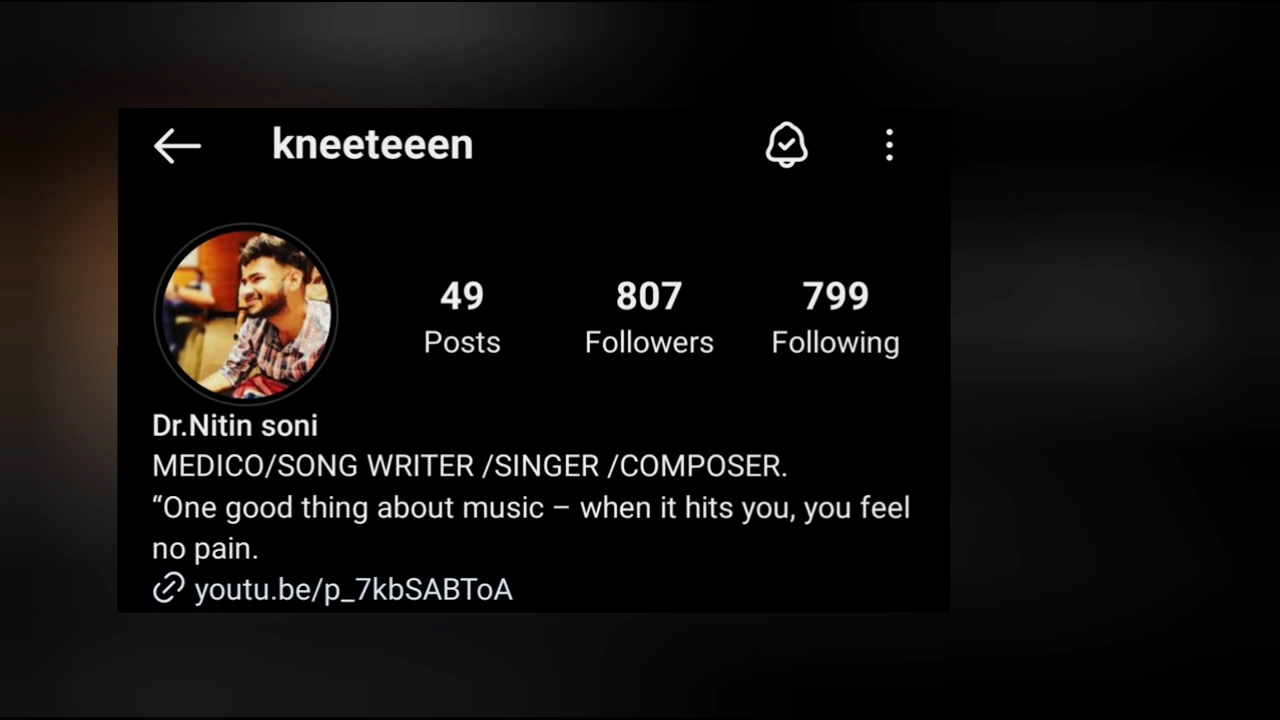 kneeteeen
49 807 799
Posts Followers Following
Dr.Nitin soni
MEDICO/SONG WRITER /SINGER /COMPOSER.
“One good thing about music – when it hits you, you feel
no pain.
youtu.be/p_7kbSABToA